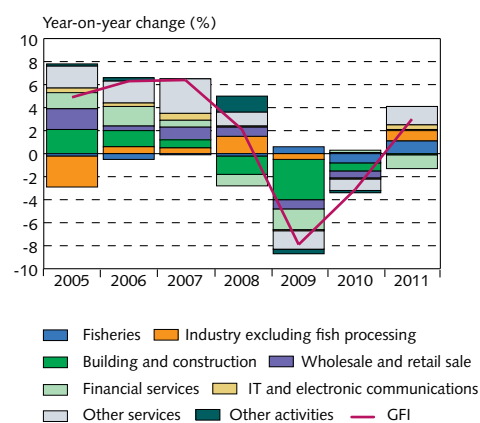 Year-on-year change (%)
10
8
6
4
2
0
-2
-4
-6
-8
-10
2005 2006 2007 2008 2009 2010 2011
Fisheries Industry excluding fish processing
Building and construction Wholesale and retail sale
Financial services IT and electronic communications
Other services Other activities GFI